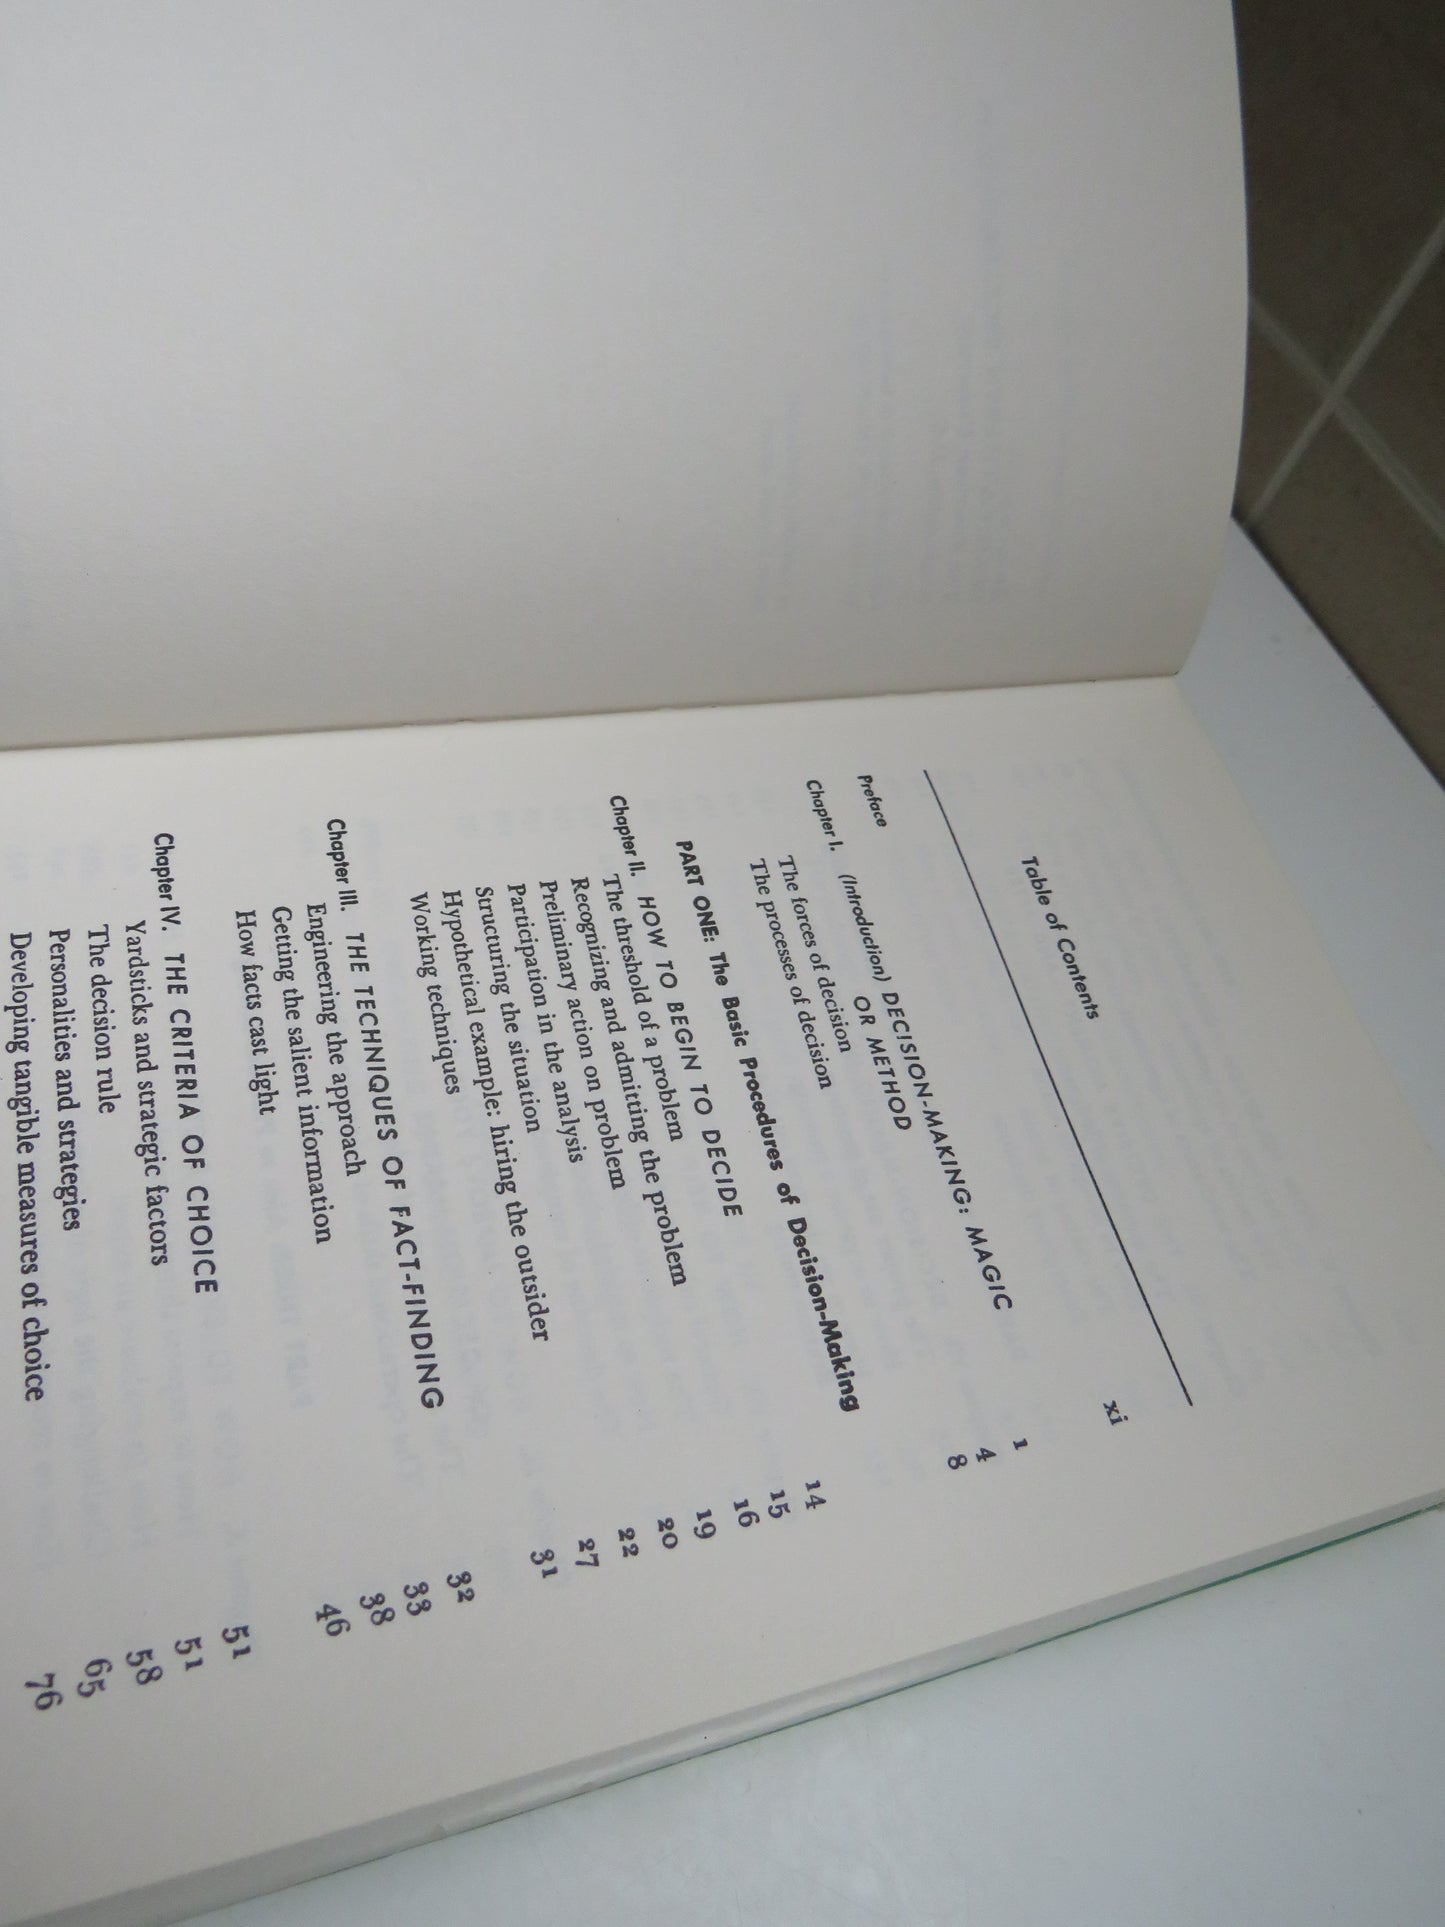 Table of Contents
Preface xi
Chapter I. (Introduction) DECISION-MAKING: MAGIC
OR METHOD 1
The forces of decision 4
The processes of decision 8
PART ONE: The Basic Procedures of Decision-Making
Chapter II. HOW TO BEGIN TO DECIDE 14
The threshold of a problem 15
Recognizing and admitting the problem 16
Preliminary action on problem 19
Participation in the analysis 20
Structuring the situation 22
Hypothetical example: hiring the outsider 27
Working techniques 31
Chapter III. THE TECHNIQUES OF FACT-FINDING 32
Engineering the approach 33
Getting the salient information 38
How facts cast light 46
Chapter IV. THE CRITERIA OF CHOICE 51
Yardsticks and strategic factors 51
The decision rule 58
Personalities and strategies 65
Developing tangible measures of choice 76